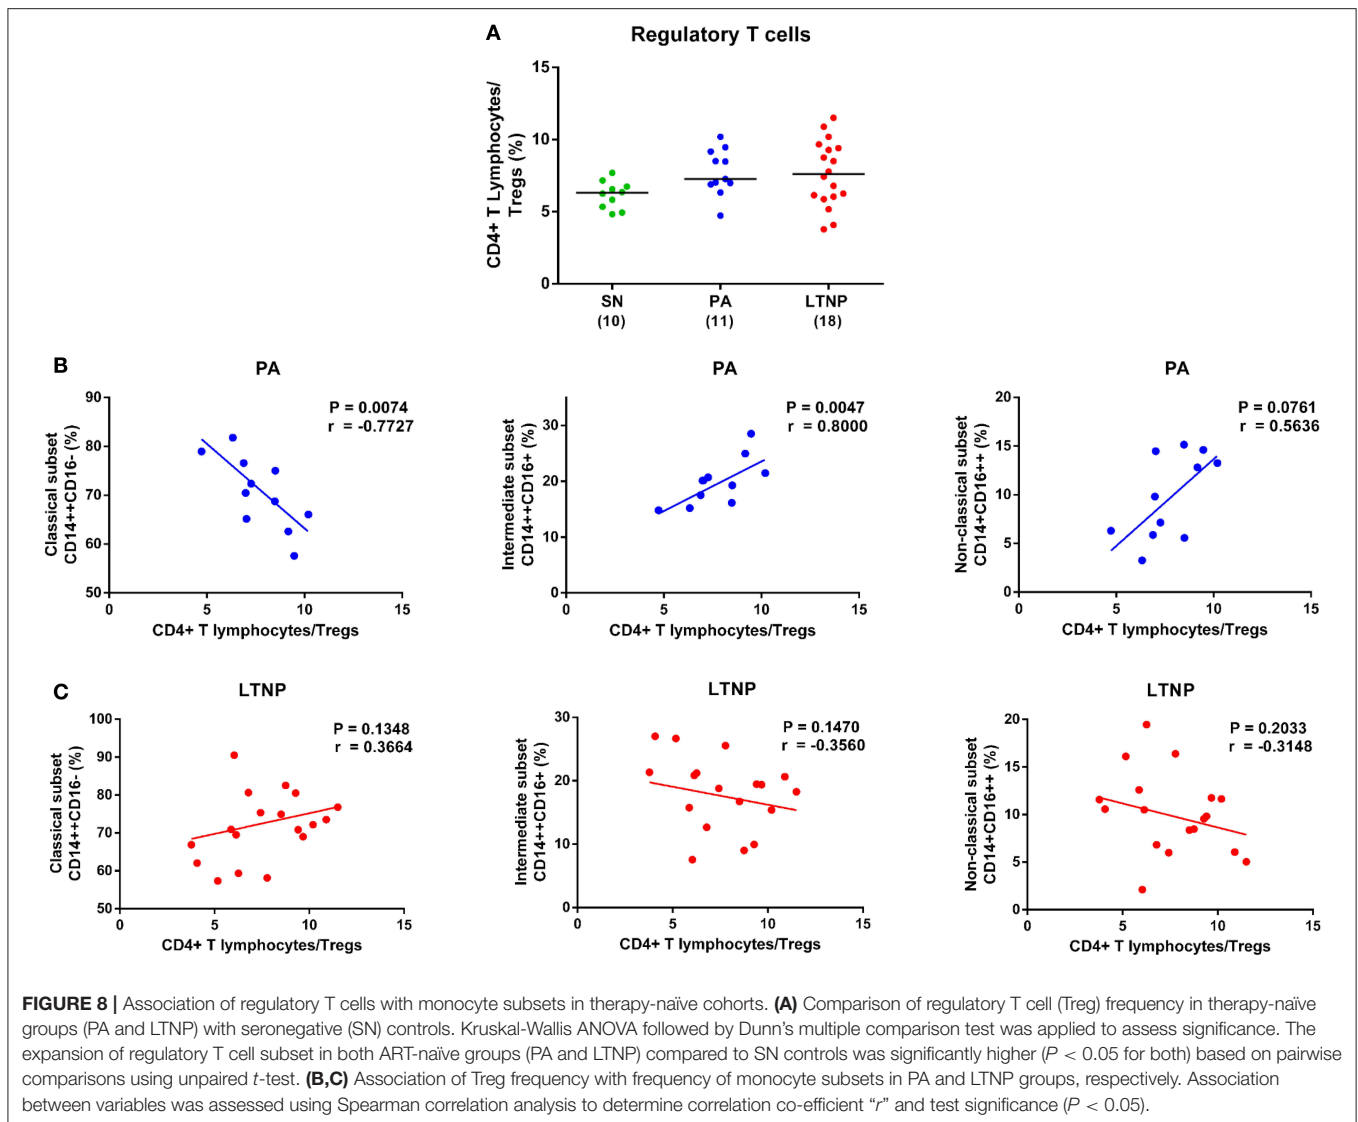 A
Regulatory T cells
CD4+ T Lymphocytes/
Tregs (%)
15
10
5
0
SN
PA
LTNP
(10)
(11)
(18)
B
PA
P = 0.0074
r = -0.7727
Classical subset
CD14++CD16- (%)
90
80
70
60
50
0
5
10
15
CD4+ T lymphocytes/Tregs
PA
P = 0.0047
r = 0.8000
Intermediate subset
CD14++CD16+ (%)
30
20
10
0
0
5
10
15
CD4+ T lymphocytes/Tregs
PA
P = 0.0761
r = 0.5636
Non-classical subset
CD14+CD16++ (%)
20
15
10
5
0
0
5
10
15
CD4+ T lymphocytes/Tregs
C
LTNP
P = 0.1348
r = 0.3664
Classical subset
CD14++CD16- (%)
100
90
80
70
60
50
0
5
10
15
CD4+ T lymphocytes/Tregs
LTNP
P = 0.1470
r = -0.3560
Intermediate subset
CD14++CD16+ (%)
30
20
10
0
0
5
10
15
CD4+ T lymphocytes/Tregs
LTNP
P = 0.2033
r = -0.3148
Non-classical subset
CD14+CD16++ (%)
20
15
10
5
0
0
5
10
15
CD4+ T lymphocytes/Tregs
FIGURE 8 | Association of regulatory T cells with monocyte subsets in therapy-naïve cohorts. (A) Comparison of regulatory T cell (Treg) frequency in therapy-naïve
groups (PA and LTNP) with seronegative (SN) controls. Kruskal-Wallis ANOVA followed by Dunn's multiple comparison test was applied to assess significance. The
expansion of regulatory T cell subset in both ART-naïve groups (PA and LTNP) compared to SN controls was significantly higher (P < 0.05 for both) based on pairwise
comparisons using unpaired t-test. (B,C) Association of Treg frequency with frequency of monocyte subsets in PA and LTNP groups, respectively. Association
between variables was assessed using Spearman correlation analysis to determine correlation co-efficient "r" and test significance (P < 0.05).